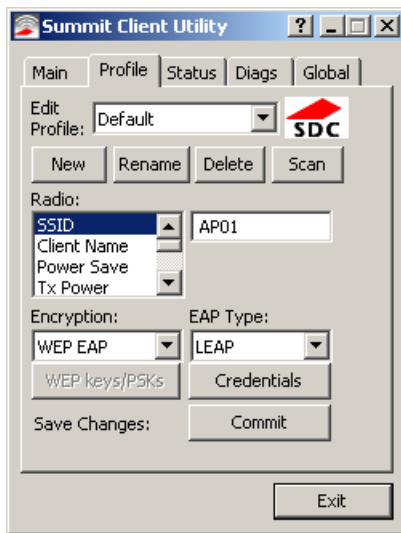 Summit Client Utility ? X
Main Profile Status Diags Global
Edit
Profile: Default
SDC
New Rename Delete Scan
Radio:
SSID AP01
Client Name
Power Save
Tx Power
Encryption: EAP Type:
WEP EAP LEAP
WEP keys/PSKs Credentials
Save Changes: Commit
Exit